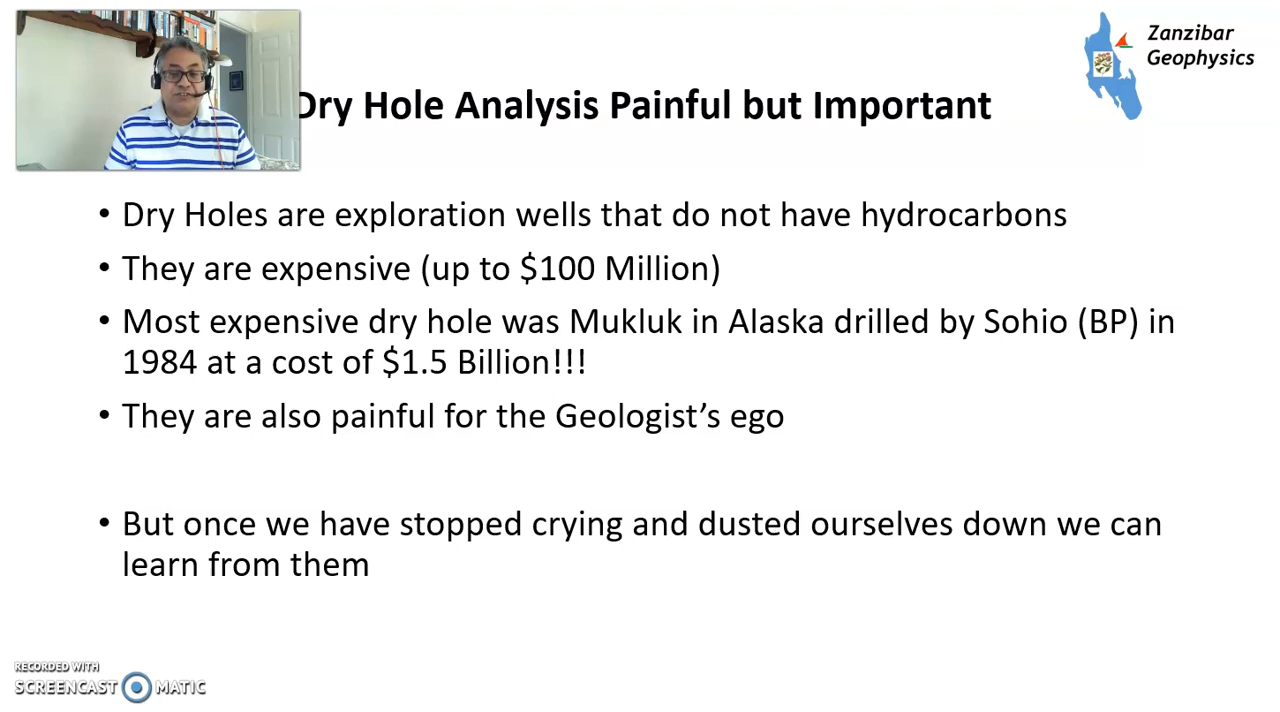 Zanzibar
Geophysics
Dry Hole Analysis Painful but Important
• Dry Holes are exploration wells that do not have hydrocarbons
• They are expensive (up to $100 Million)
• Most expensive dry hole was Mukluk in Alaska drilled by Sohio (BP) in
1984 at a cost of $1.5 Billion!!!
• They are also painful for the Geologist’s ego
• But once we have stopped crying and dusted ourselves down we can
learn from them
RECORDED WITH
SCREENCAST MATIC